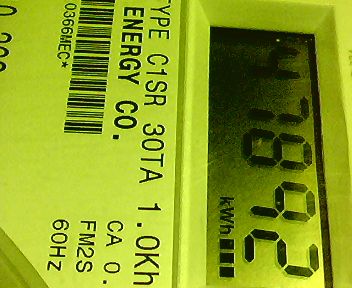 47892
kWh
TYPE C1SR 30TA 1.0Kh
ENERGY CO.
CA 0.
FM2S
0366MEC*
60Hz